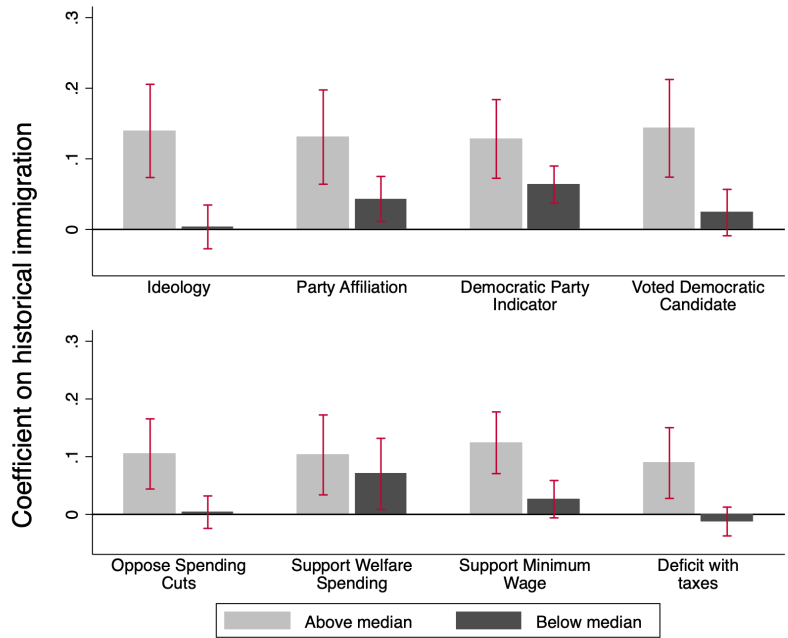 Coefficient on historical immigration
.3
.2
.1
0
Ideology
Party Affiliation
Democratic Party
Indicator
Voted Democratic
Candidate
.3
.2
.1
0
Oppose Spending
Cuts
Support Welfare
Spending
Support Minimum
Wage
Deficit with
taxes
Above median
Below median